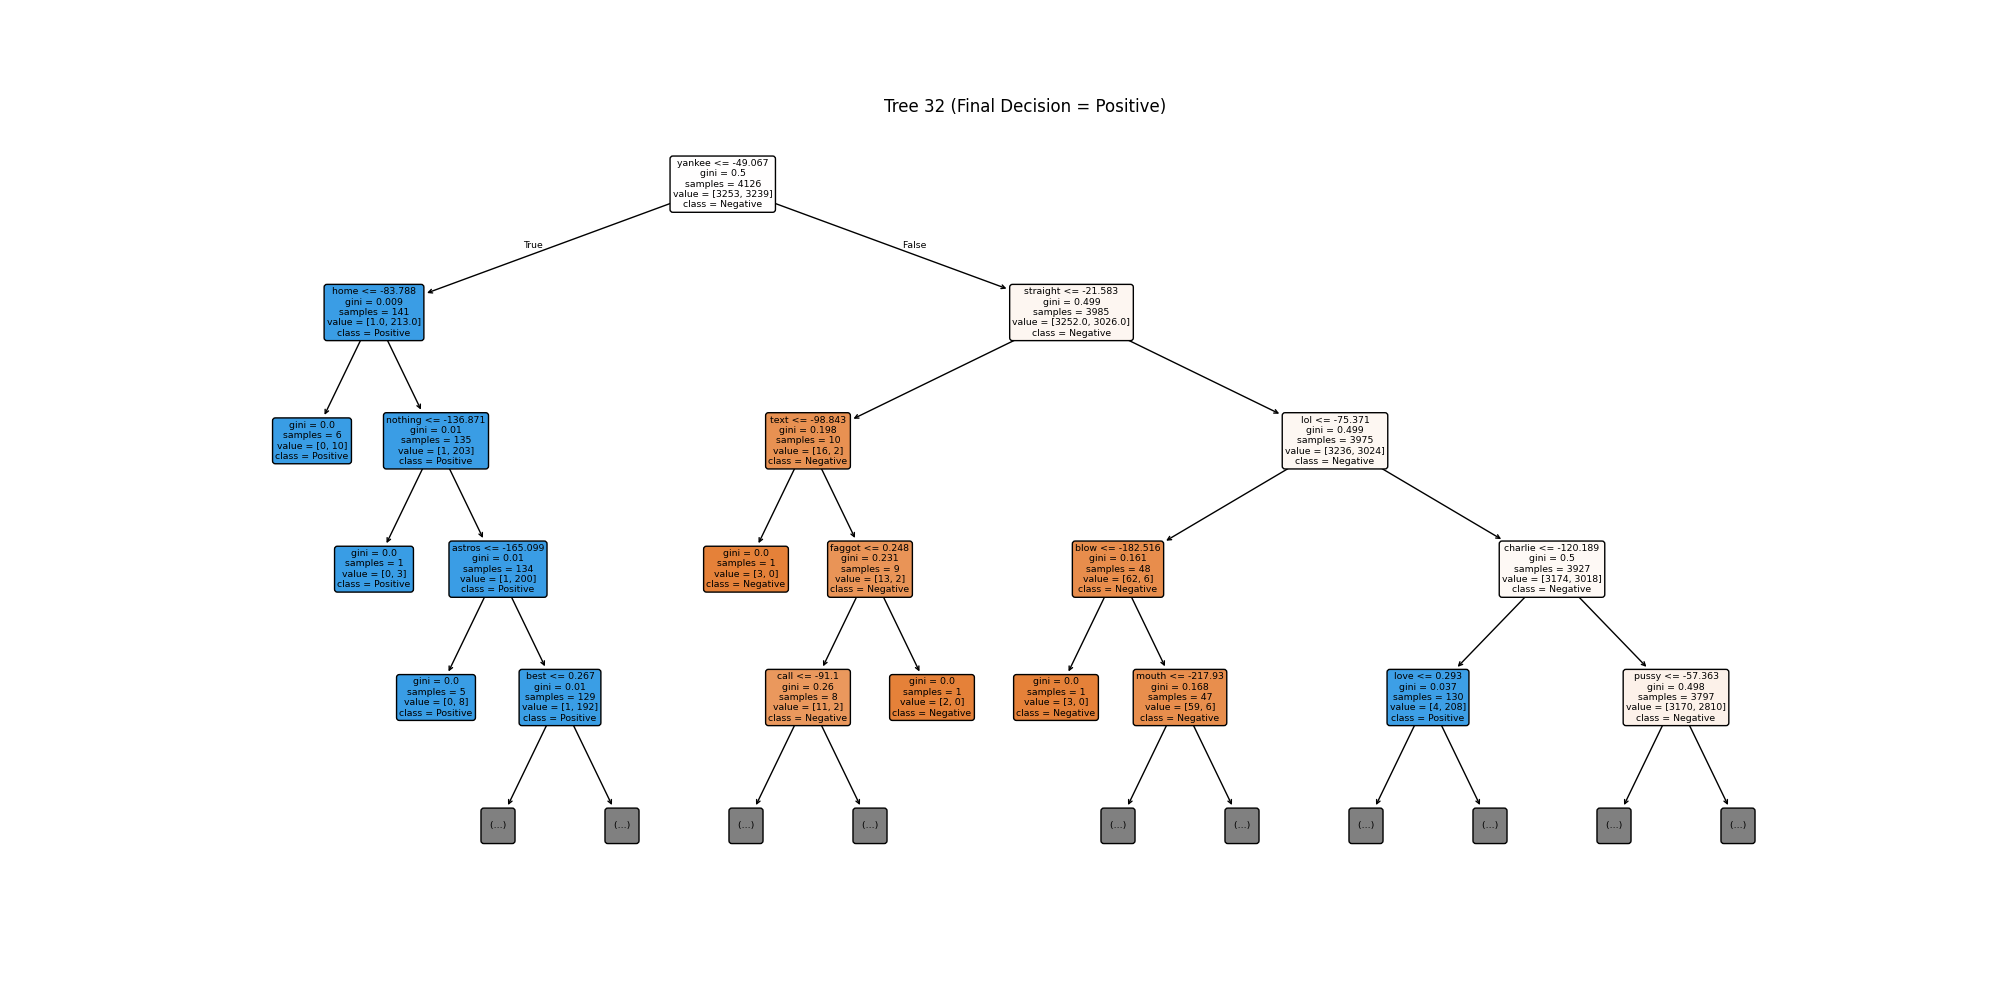 Tree 32 (Final Decision = Positive)
yankee <= -49.067
gini = 0.5
samples = 4126
value = [3253, 3239]
class = Negative
True
False
home <= -83.788
gini = 0.009
samples = 141
value = [1.0, 213.0]
class = Positive
straight <= -21.583
gini = 0.499
samples = 3985
value = [3252.0, 3026.0]
class = Negative
gini = 0.0
samples = 6
value = [0, 10]
class = Positive
nothing <= -136.871
gini = 0.01
samples = 135
value = [1, 203]
class = Positive
text <= -98.843
gini = 0.198
samples = 10
value = [16, 2]
class = Negative
lol <= -75.371
gini = 0.499
samples = 3975
value = [3236, 3024]
class = Negative
gini = 0.0
samples = 1
value = [0, 3]
class = Positive
astros <= -165.099
gini = 0.01
samples = 134
value = [1, 200]
class = Positive
gini = 0.0
samples = 1
value = [3, 0]
class = Negative
faggot <= 0.248
gini = 0.231
samples = 9
value = [13, 2]
class = Negative
blow <= -182.516
gini = 0.161
samples = 48
value = [62, 6]
class = Negative
charlie <= -120.189
gini = 0.5
samples = 3927
value = [3174, 3018]
class = Negative
gini = 0.0
samples = 5
value = [0, 8]
class = Positive
best <= 0.267
gini = 0.01
samples = 129
value = [1, 192]
class = Positive
call <= -91.1
gini = 0.26
samples = 8
value = [11, 2]
class = Negative
gini = 0.0
samples = 1
value = [2, 0]
class = Negative
gini = 0.0
samples = 1
value = [3, 0]
class = Negative
mouth <= -217.93
gini = 0.168
samples = 47
value = [59, 6]
class = Negative
love <= 0.293
gini = 0.037
samples = 130
value = [4, 208]
class = Positive
pussy <= -57.363
gini = 0.498
samples = 3797
value = [3170, 2810]
class = Negative
(...)
(...)
(...)
(...)
(...)
(...)
(...)
(...)
(...)
(...)